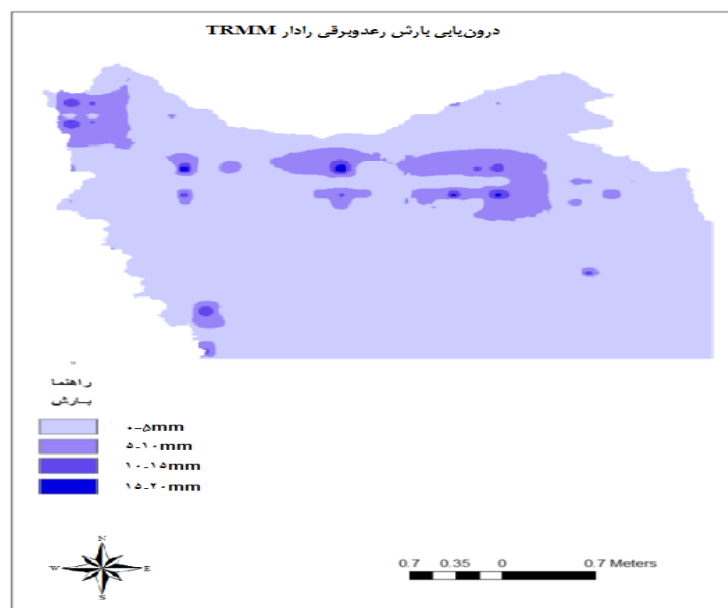 درون‌یابی بارش رعدوبرقی رادار TRMM
راهنما
بارش
۰-۵mm
۵-۱۰mm
۱۰-۱۵mm
۱۵-۲۰mm
N
W E
S
0.7 0.35 0 0.7 Meters